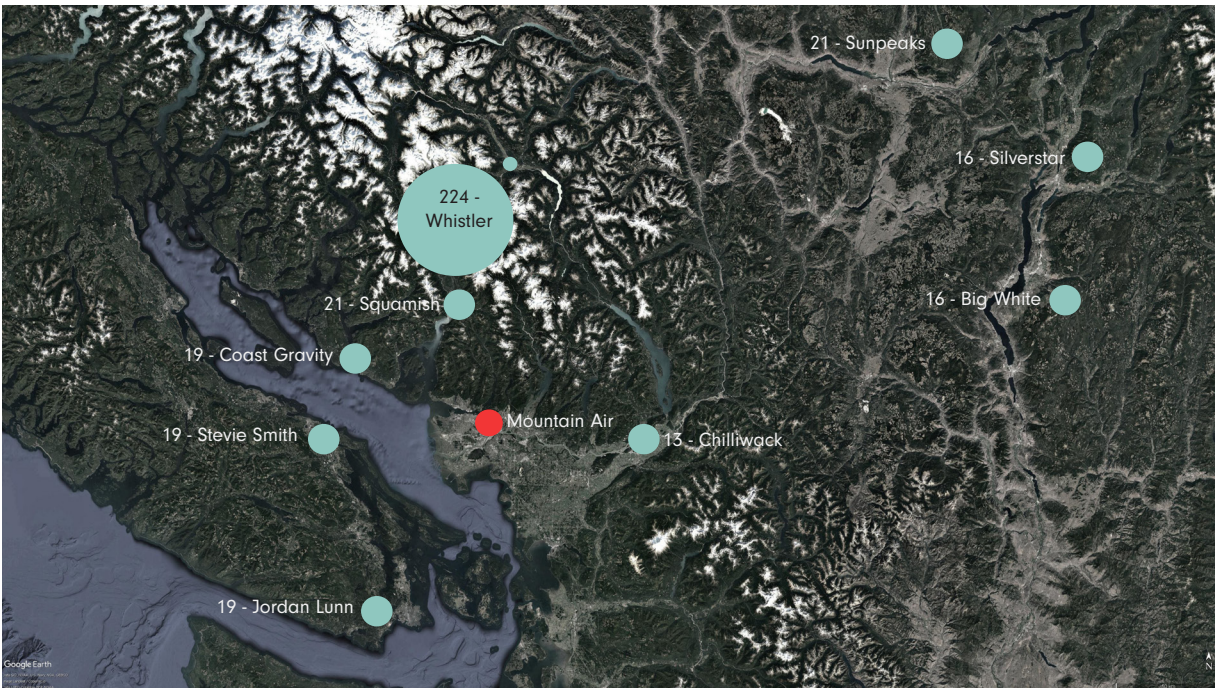 21 - Sunpeaks
16 - Silverstar
224 -
Whistler
21 - Squamish
16 - Big White
19 - Coast Gravity
Mountain Air
19 - Stevie Smith
13 - Chilliwack
19 - Jordan Lunn
Google Earth
N